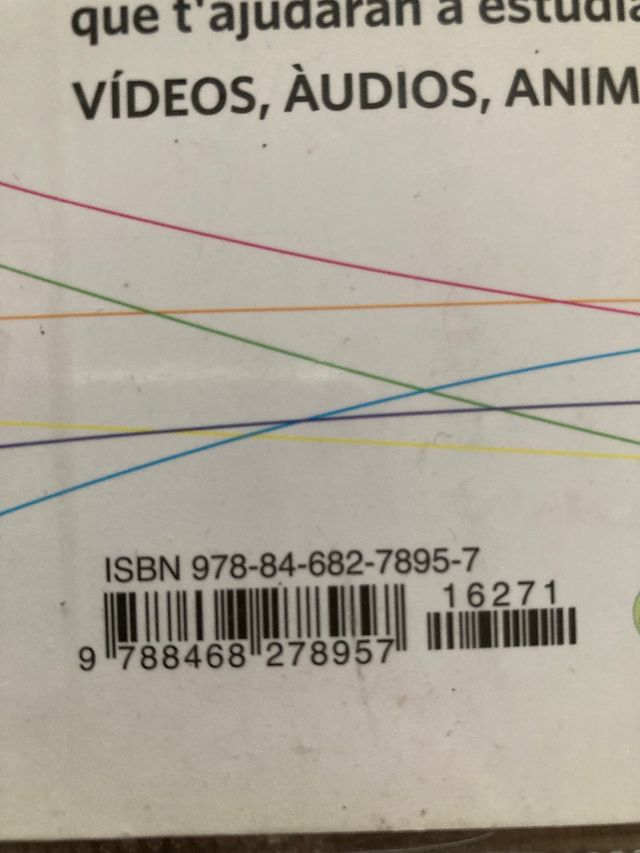 que t'ajudaran a estudia
VÍDEOS, ÀUDIOS, ANIM
ISBN 978-84-682-7895-7
16271
9 788468 278957